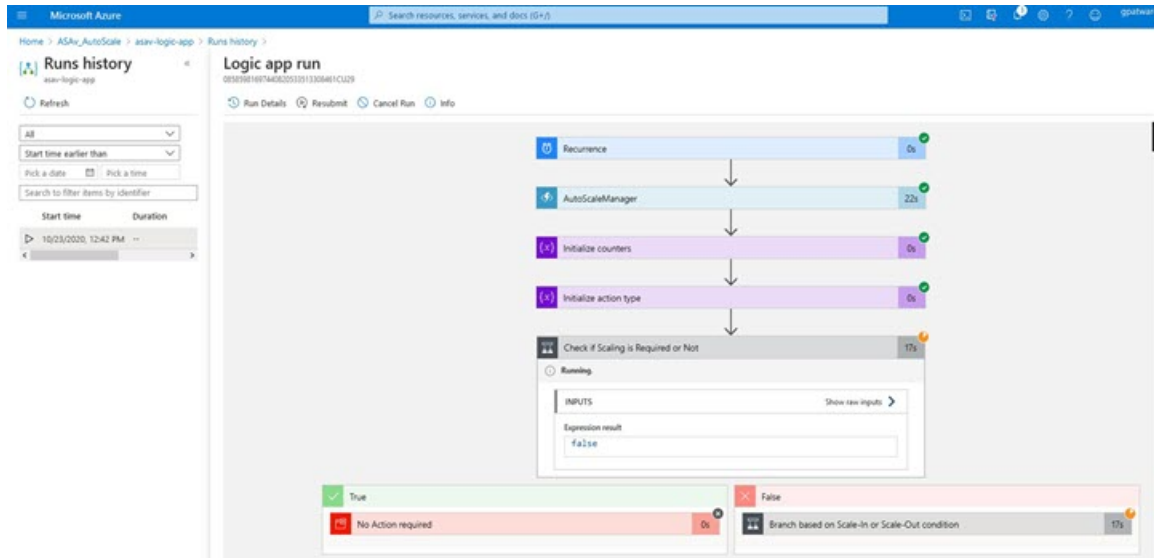 Microsoft Azure
Search resources, services, and docs (G+/)
gpatwar
Home > ASAv_AutoScale > asav-logic-app > Runs history >
Runs history
asav-logic-app
Refresh
All
Start time earlier than
Pick a date
Pick a time
Search to filter items by identifier
Start time Duration
10/23/2020, 12:42 PM --
Logic app run
Run Details Resubmit Cancel Run Info
Recurrence 0s
AutoScaleManager 22s
Initialize counters 0s
Initialize action type 0s
Check if Scaling is Required or Not 17s
Running.
INPUTS Show raw inputs
Expression result
false
True
No Action required 0s
False
Branch based on Scale-In or Scale-Out condition 17s